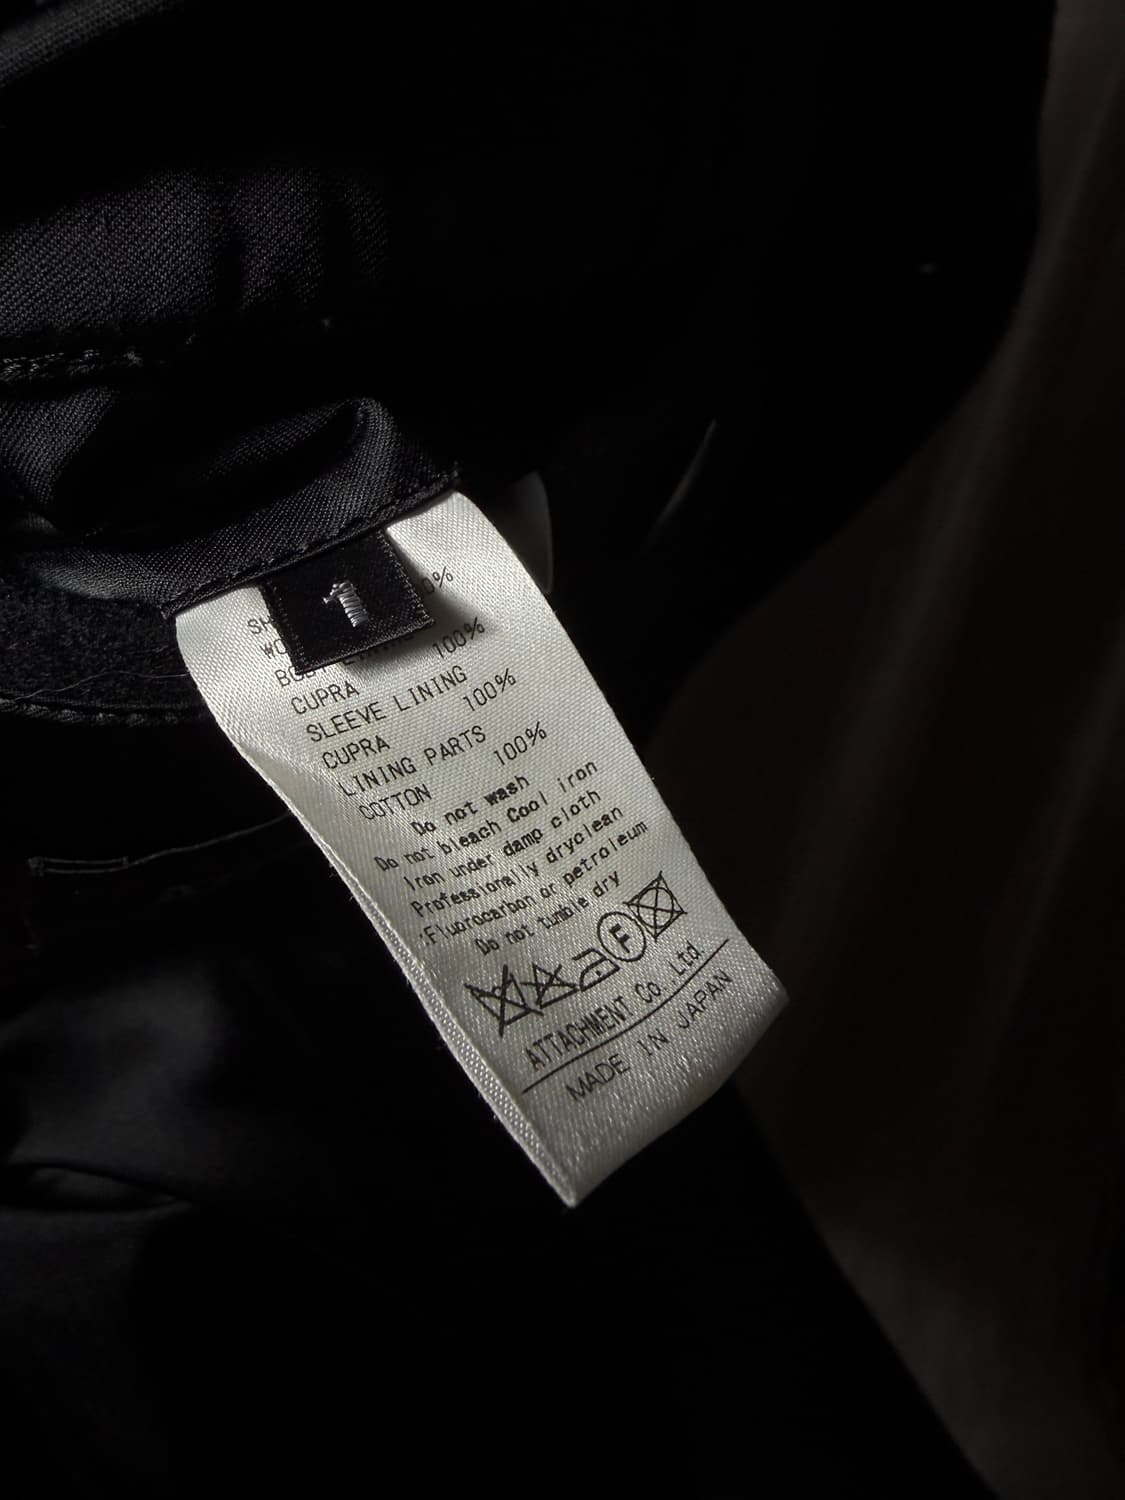 1
100%
CUPRA
SLEEVE LINING
100%
CUPRA
LINING PARTS
100%
COTTON
Do not wash
Do not bleach Cool iron
Iron under damp cloth
Professionally dryclean
:Fluorocarbon or petroleum
Do not tumble dry
F
ATTACHMENT Co. Ltd.
MADE IN JAPAN